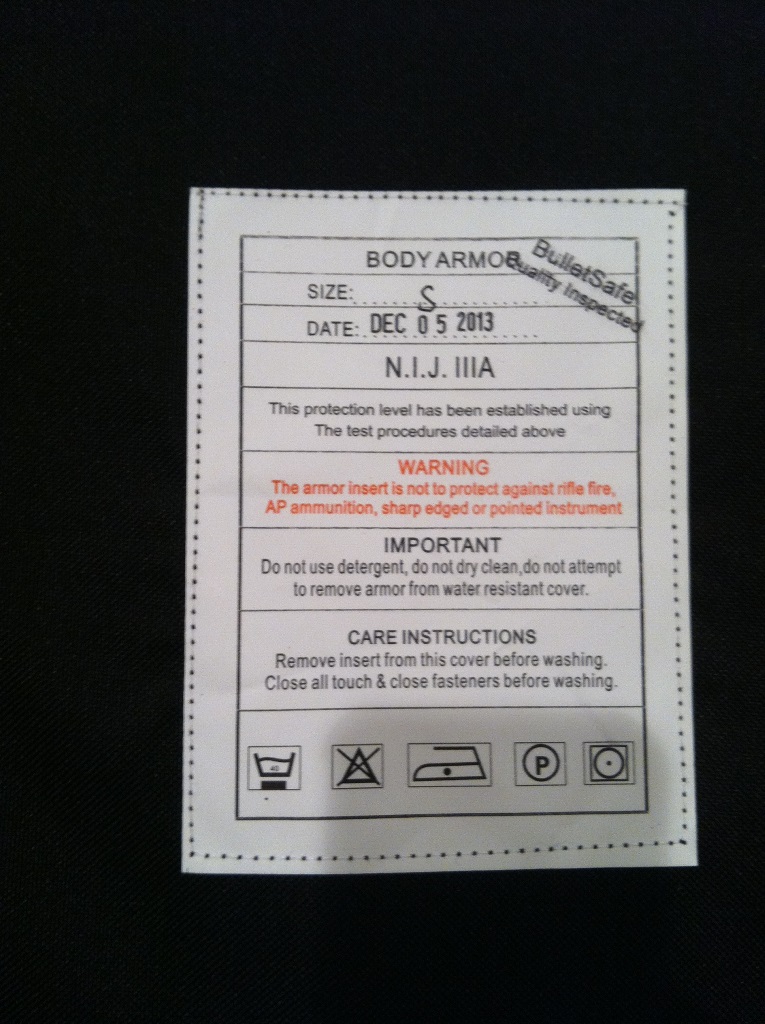 BODY ARMOR
BulletSafe
Quality Inspected
SIZE: S
DATE: DEC 05 2013
N.I.J. IIIA
This protection level has been established using
The test procedures detailed above
WARNING
The armor insert is not to protect against rifle fire,
AP ammunition, sharp edged or pointed instrument
IMPORTANT
Do not use detergent, do not dry clean,do not attempt
to remove armor from water resistant cover.
CARE INSTRUCTIONS
Remove insert from this cover before washing.
Close all touch & close fasteners before washing.
40
P